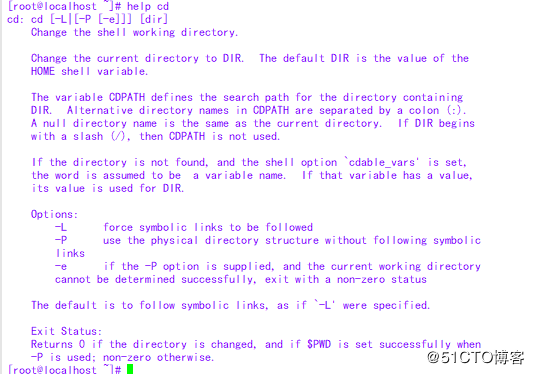 [root@localhost ~]# help cd
cd: cd [-L|[-P [-e]]] [dir]
Change the shell working directory.
Change the current directory to DIR.  The default DIR is the value of the
HOME shell variable.
The variable CDPATH defines the search path for the directory containing
DIR.  Alternative directory names in CDPATH are separated by a colon (:).
A null directory name is the same as the current directory.  If DIR begins
with a slash (/), then CDPATH is not used.
If the directory is not found, and the shell option `cdable_vars' is set,
the word is assumed to be  a variable name.  If that variable has a value,
its value is used for DIR.
Options:
-L      force symbolic links to be followed
-P      use the physical directory structure without following symbolic
links
-e      if the -P option is supplied, and the current working directory
cannot be determined successfully, exit with a non-zero status
The default is to follow symbolic links, as if `-L' were specified.
Exit Status:
Returns 0 if the directory is changed, and if $PWD is set successfully when
-P is used; non-zero otherwise.
[root@localhost ~]#
@51CTO博客